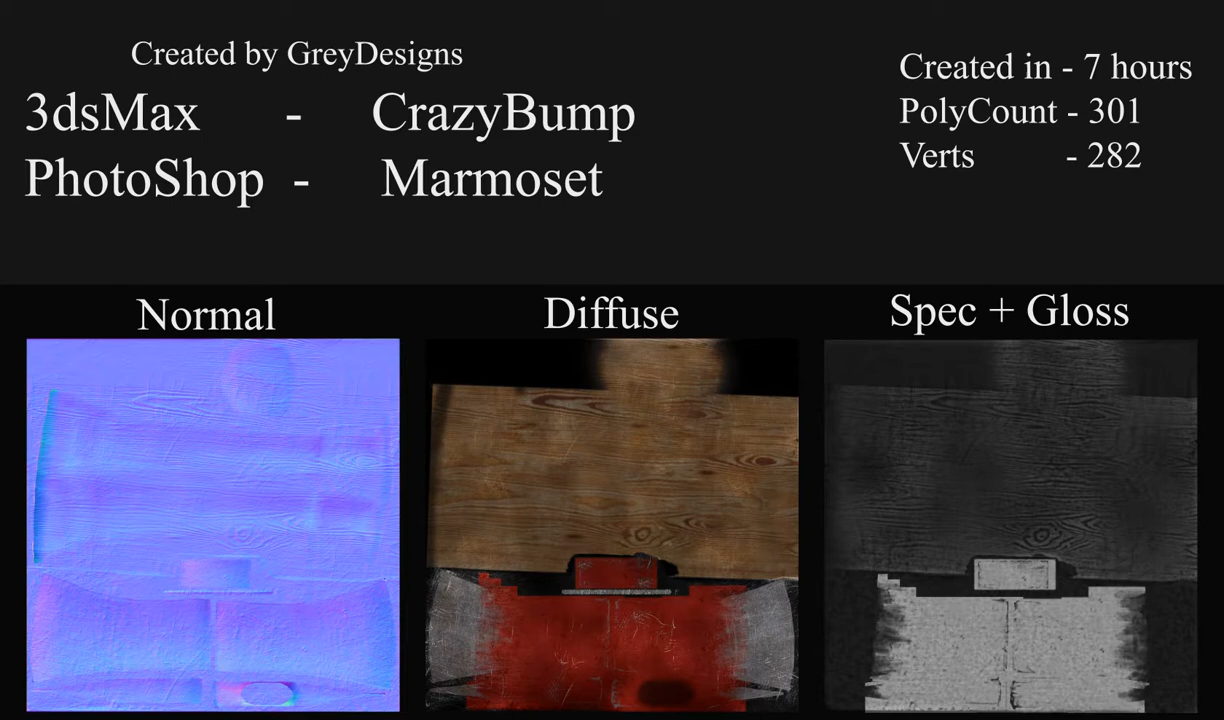 Created by GreyDesigns
3dsMax - CrazyBump
PhotoShop - Marmoset
Created in - 7 hours
PolyCount - 301
Verts - 282
Normal
Diffuse
Spec + Gloss